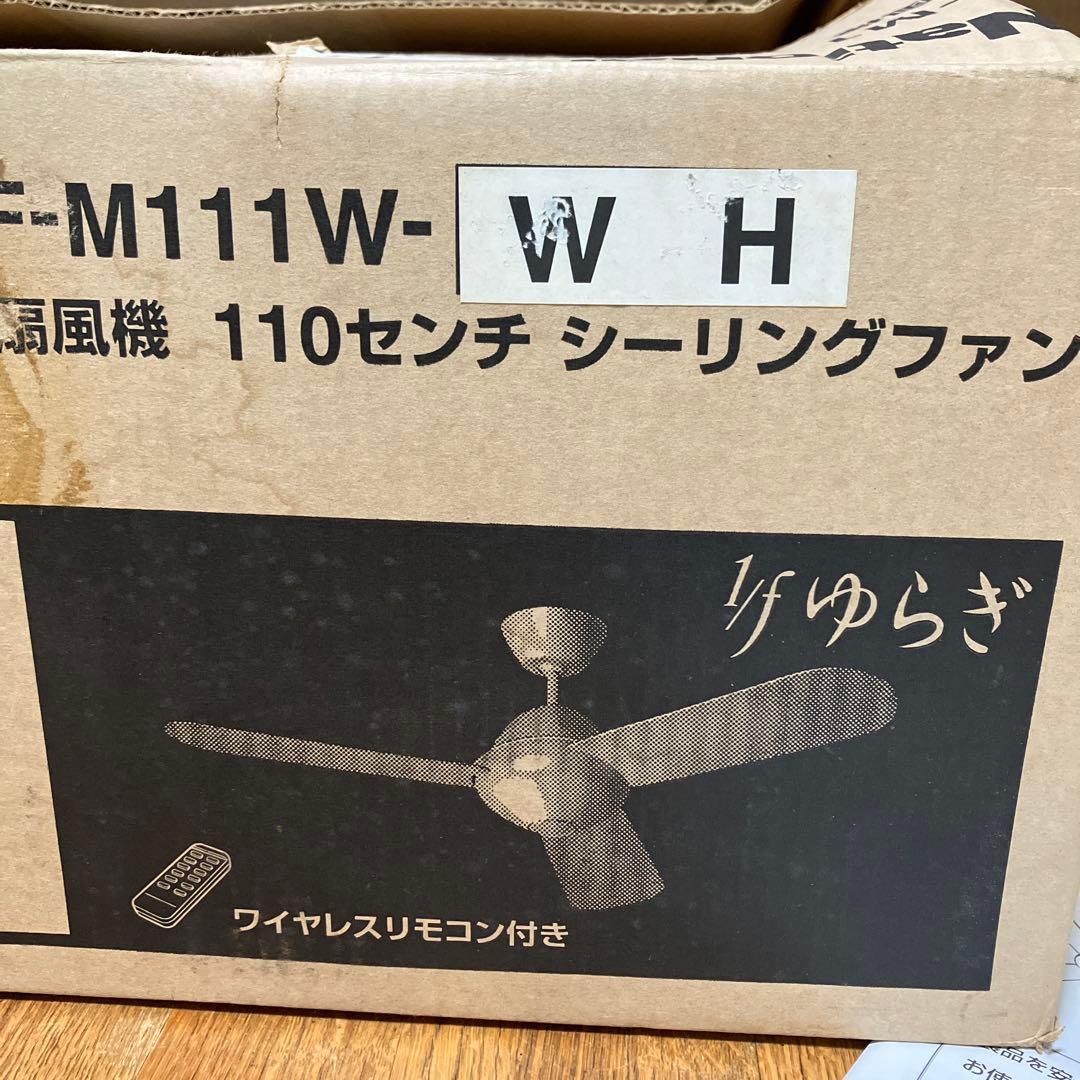 F-M111W-W H
扇風機 110センチ シーリングファン
1/fゆらぎ
ワイヤレスリモコン付き